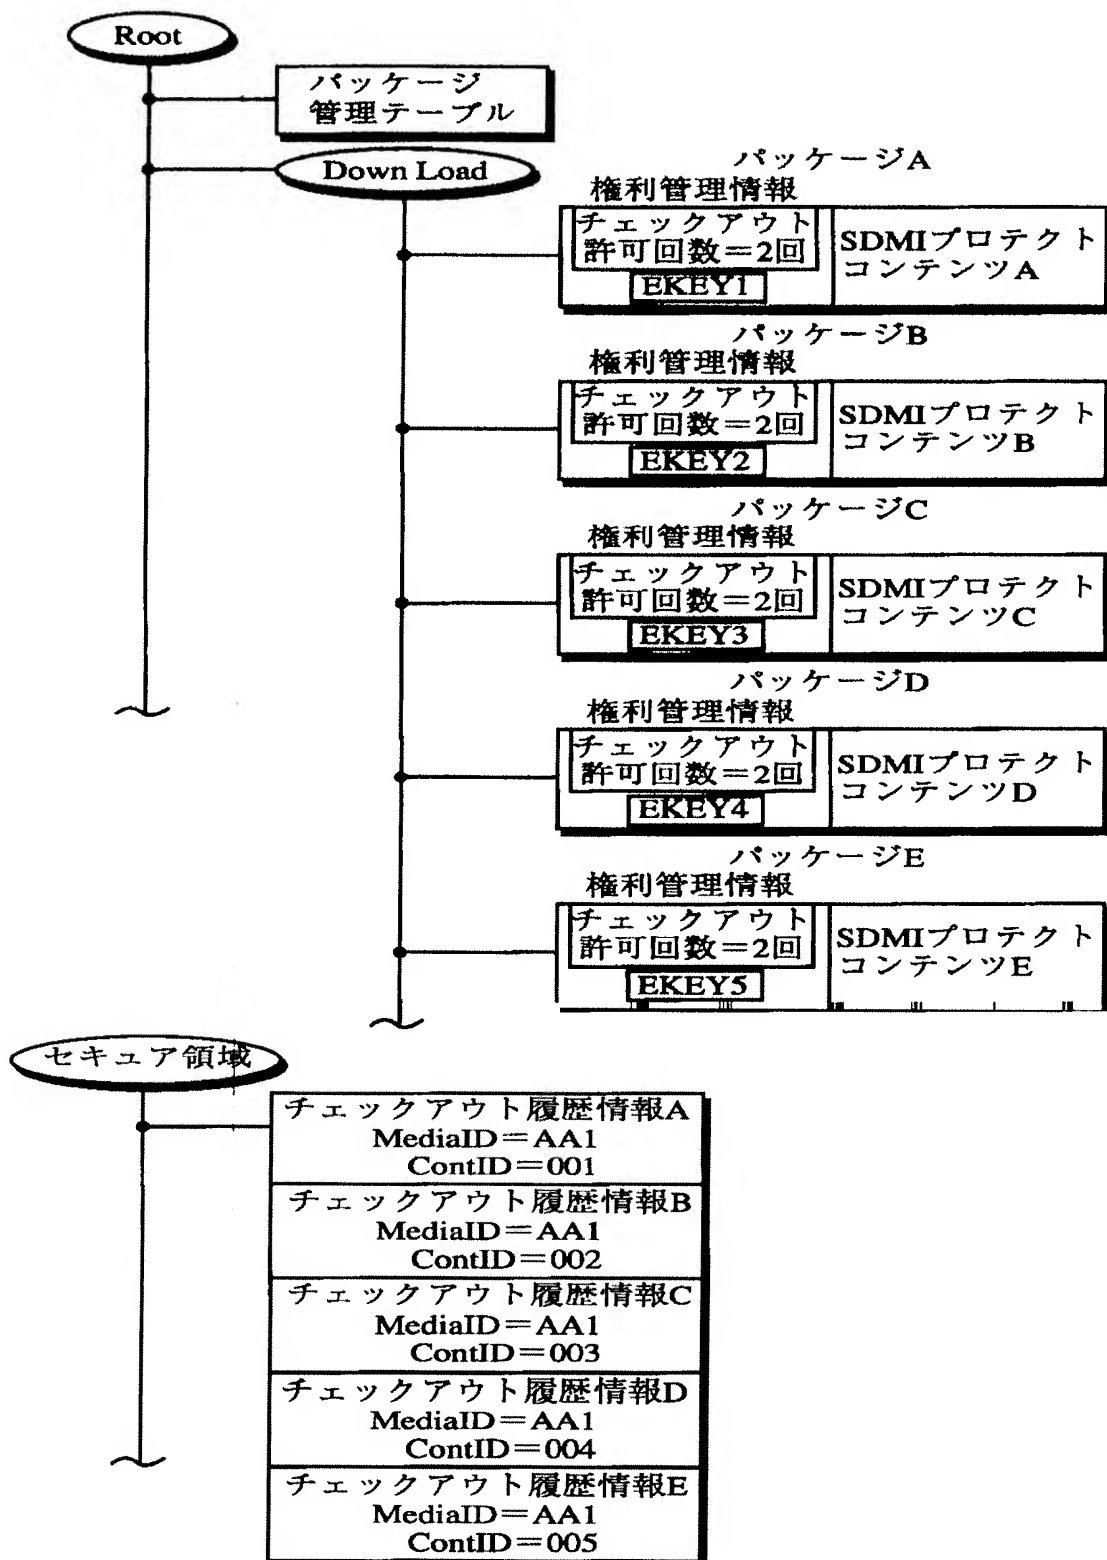 Root
パッケージ
管理テーブル
Down Load
パッケージA
権利管理情報
チェックアウト
許可回数=2回
EKEY1
SDMIプロテクト
コンテンツA
パッケージB
権利管理情報
チェックアウト
許可回数=2回
EKEY2
SDMIプロテクト
コンテンツB
パッケージC
権利管理情報
チェックアウト
許可回数=2回
EKEY3
SDMIプロテクト
コンテンツC
パッケージD
権利管理情報
チェックアウト
許可回数=2回
EKEY4
SDMIプロテクト
コンテンツD
パッケージE
権利管理情報
チェックアウト
許可回数=2回
EKEY5
SDMIプロテクト
コンテンツE
セキュア領域
チェックアウト履歴情報A
MediaID=AA1
ContID=001
チェックアウト履歴情報B
MediaID=AA1
ContID=002
チェックアウト履歴情報C
MediaID=AA1
ContID=003
チェックアウト履歴情報D
MediaID=AA1
ContID=004
チェックアウト履歴情報E
MediaID=AA1
ContID=005